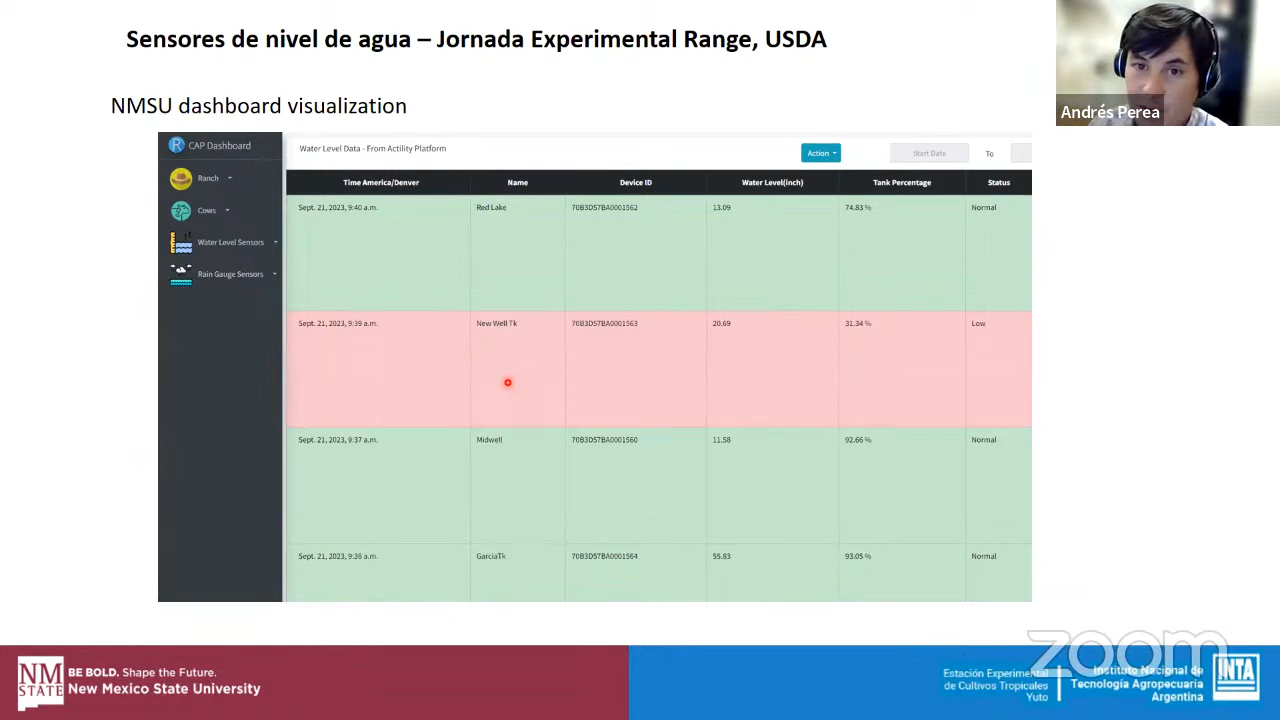 Sensores de nivel de agua – Jornada Experimental Range, USDA
Andrés Perea
NMSU dashboard visualization
CAP Dashboard
Ranch
Cows
Water Level Sensors
Rain Gauge Sensors
Water Level Data - From Actility Platform
Action
Start Date
To
Time America/Denver Name Device ID Water Level(inch) Tank Percentage Status
Sept. 21, 2023, 9:40 a.m. Red Lake 70B3D57BA0001562 13.09 74.83 % Normal
Sept. 21, 2023, 9:39 a.m. New Well Tk 70B3D57BA0001563 20.69 31.34 % Low
Sept. 21, 2023, 9:37 a.m. Midwell 70B3D57BA0001560 11.58 92.66 % Normal
Sept. 21, 2023, 9:36 a.m. GarciaTk 70B3D57BA0001564 55.83 93.05 % Normal
zoom
NM
STATE
BE BOLD. Shape the Future.
New Mexico State University
Estación Experimental
de Cultivos Tropicales
Yuto
Instituto Nacional de
Tecnología Agropecuaria
Argentina
INTA